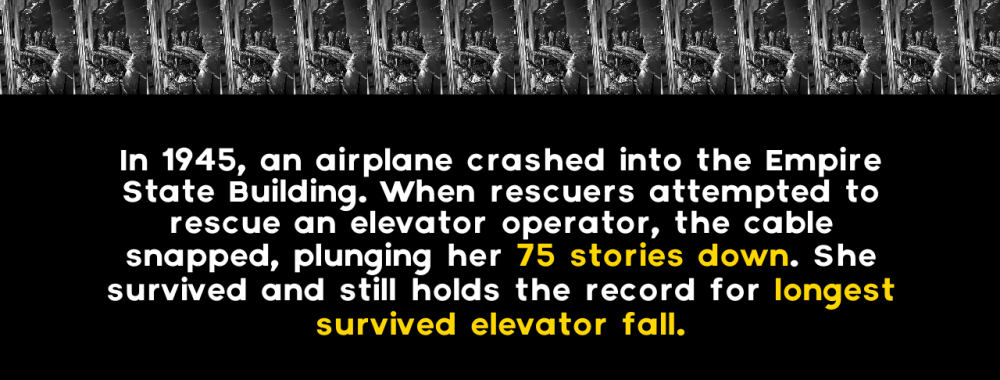 In 1945, an airplane crashed into the Empire
State Building. When rescuers attempted to
rescue an elevator operator, the cable
snapped, plunging her 75 stories down. She
survived and still holds the record for longest
survived elevator fall.